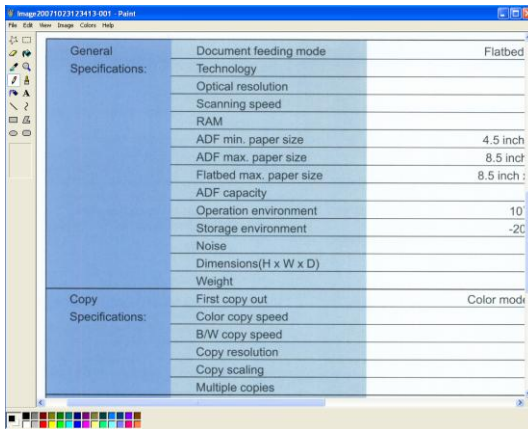 Image20071023123413-001 - Paint
File Edit View Image Colors Help
General Document feeding mode Flatbed
Specifications: Technology
Optical resolution
Scanning speed
RAM
ADF min. paper size 4.5 inch
ADF max. paper size 8.5 inch
Flatbed max. paper size 8.5 inch
ADF capacity
Operation environment 10
Storage environment -20
Noise
Dimensions(H x W x D)
Weight
Copy First copy out Color mode
Specifications: Color copy speed
B/W copy speed
Copy resolution
Copy scaling
Multiple copies